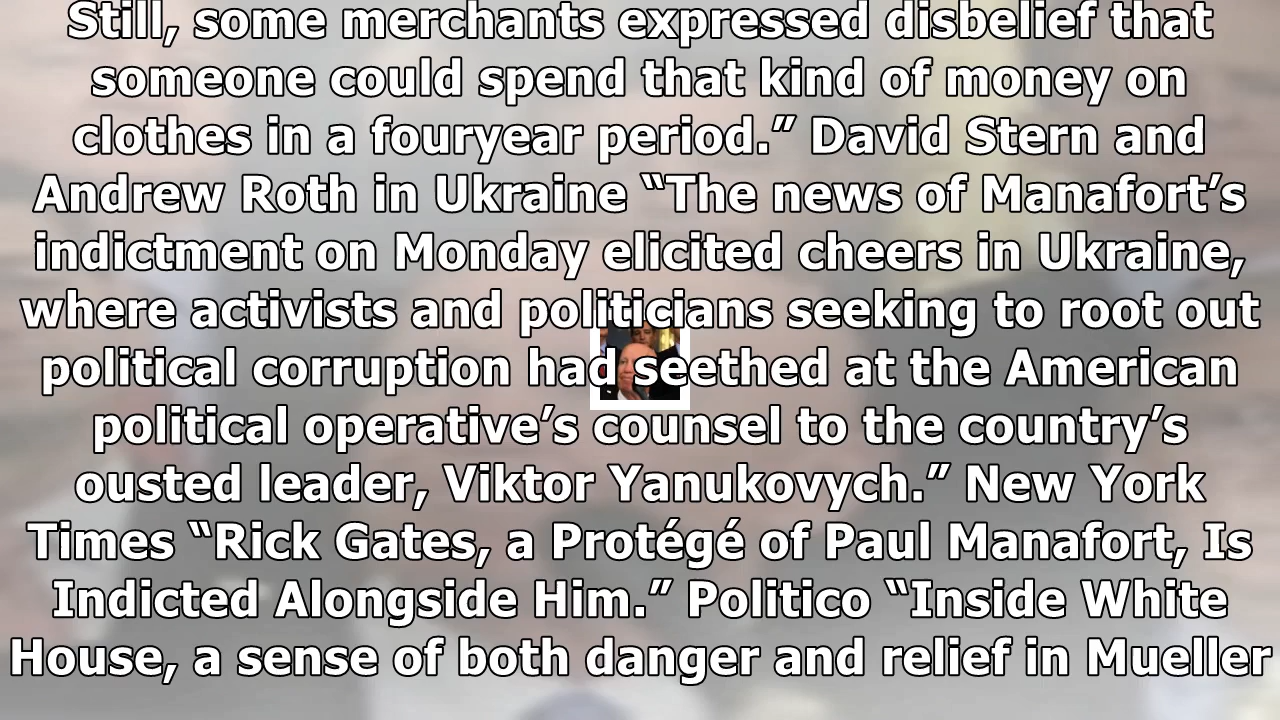 Still, some merchants expressed disbelief that
someone could spend that kind of money on
clothes in a fouryear period.” David Stern and
Andrew Roth in Ukraine “The news of Manafort’s
indictment on Monday elicited cheers in Ukraine,
where activists and politicians seeking to root out
political corruption had seethed at the American
political operative’s counsel to the country’s
ousted leader, Viktor Yanukovych.” New York
Times “Rick Gates, a Protégé of Paul Manafort, Is
Indicted Alongside Him.” Politico “Inside White
House, a sense of both danger and relief in Mueller